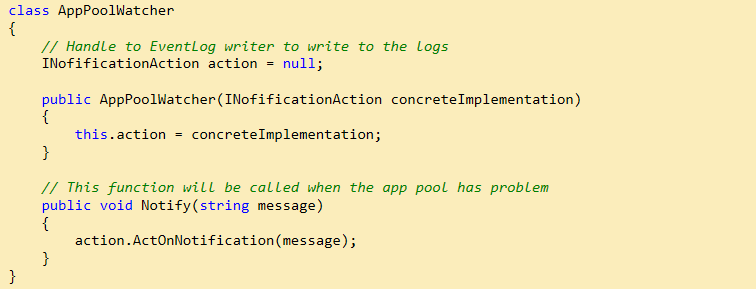 class AppPoolWatcher
{
    // Handle to EventLog writer to write to the logs
    INofificationAction action = null;

    public AppPoolWatcher(INofificationAction concreteImplementation)
    {
        this.action = concreteImplementation;
    }

    // This function will be called when the app pool has problem
    public void Notify(string message)
    {
        action.ActOnNotification(message);
    }
}